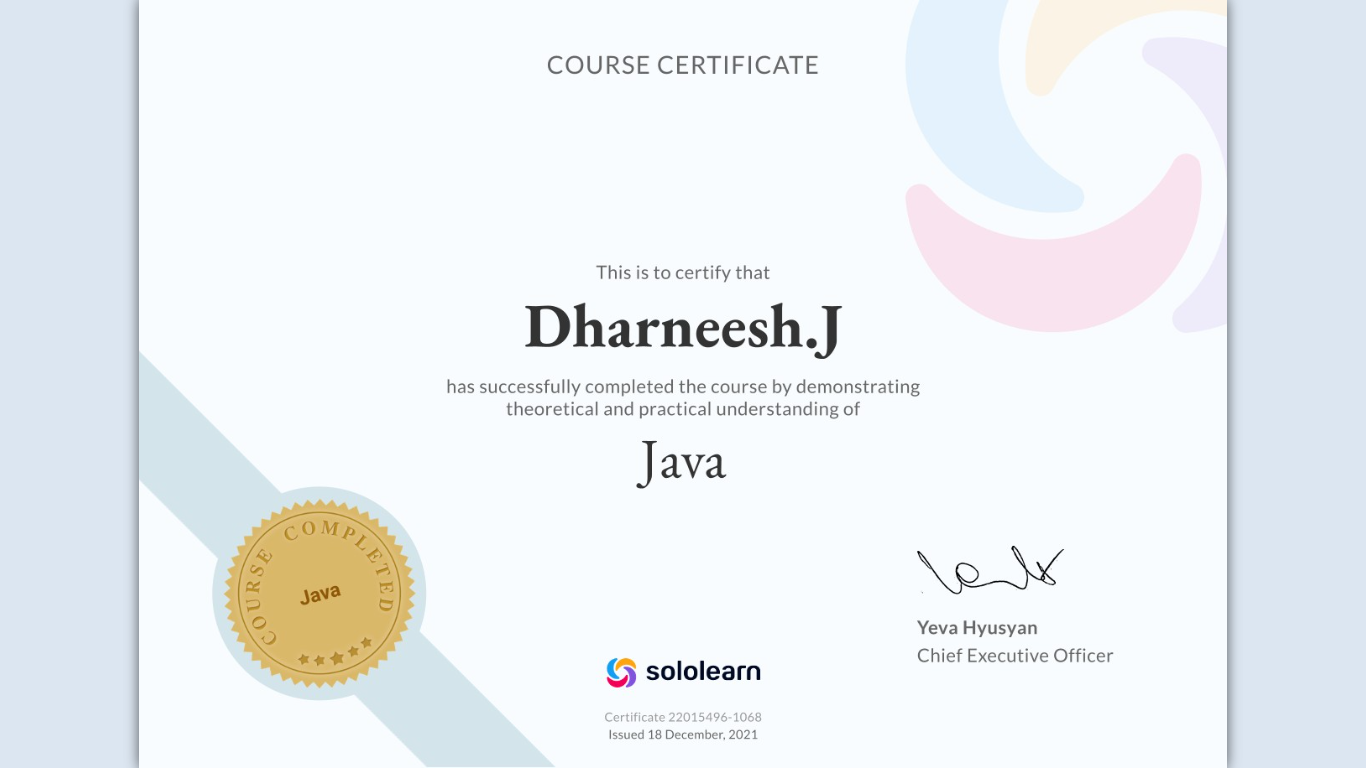 COURSE CERTIFICATE
This is to certify that
Dharneesh.J
has successfully completed the course by demonstrating
theoretical and practical understanding of
Java
COURSE COMPLETED
Java
Yeva Hyusyan
Chief Executive Officer
sololearn
Certificate 22015496-1068
Issued 18 December, 2021